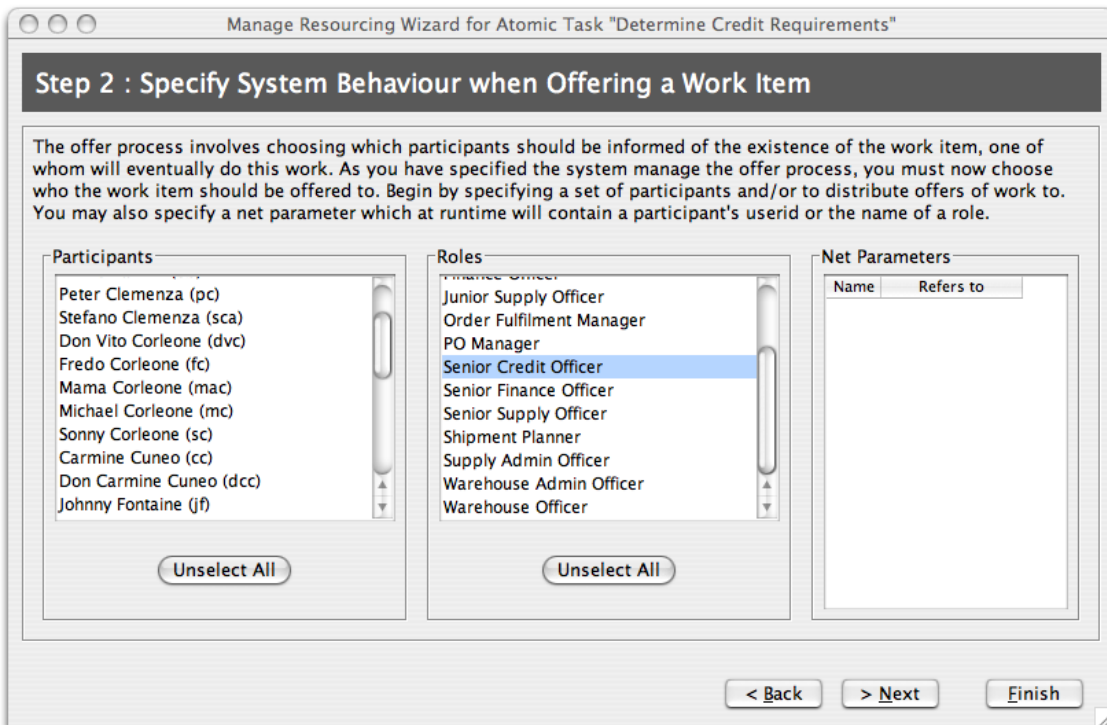 Manage Resourcing Wizard for Atomic Task "Determine Credit Requirements"
Step 2 : Specify System Behaviour when Offering a Work Item
The offer process involves choosing which participants should be informed of the existence of the work item, one of
whom will eventually do this work. As you have specified the system manage the offer process, you must now choose
who the work item should be offered to. Begin by specifying a set of participants and/or to distribute offers of work to.
You may also specify a net parameter which at runtime will contain a participant's userid or the name of a role.
Participants
Peter Clemenza (pc)
Stefano Clemenza (sca)
Don Vito Corleone (dvc)
Fredo Corleone (fc)
Mama Corleone (mac)
Michael Corleone (mc)
Sonny Corleone (sc)
Carmine Cuneo (cc)
Don Carmine Cuneo (dcc)
Johnny Fontaine (jf)
Unselect All
Roles
Finance Officer
Junior Supply Officer
Order Fulfilment Manager
PO Manager
Senior Credit Officer
Senior Finance Officer
Senior Supply Officer
Shipment Planner
Supply Admin Officer
Warehouse Admin Officer
Warehouse Officer
Unselect All
Net Parameters
Name Refers to
< Back
> Next
Finish